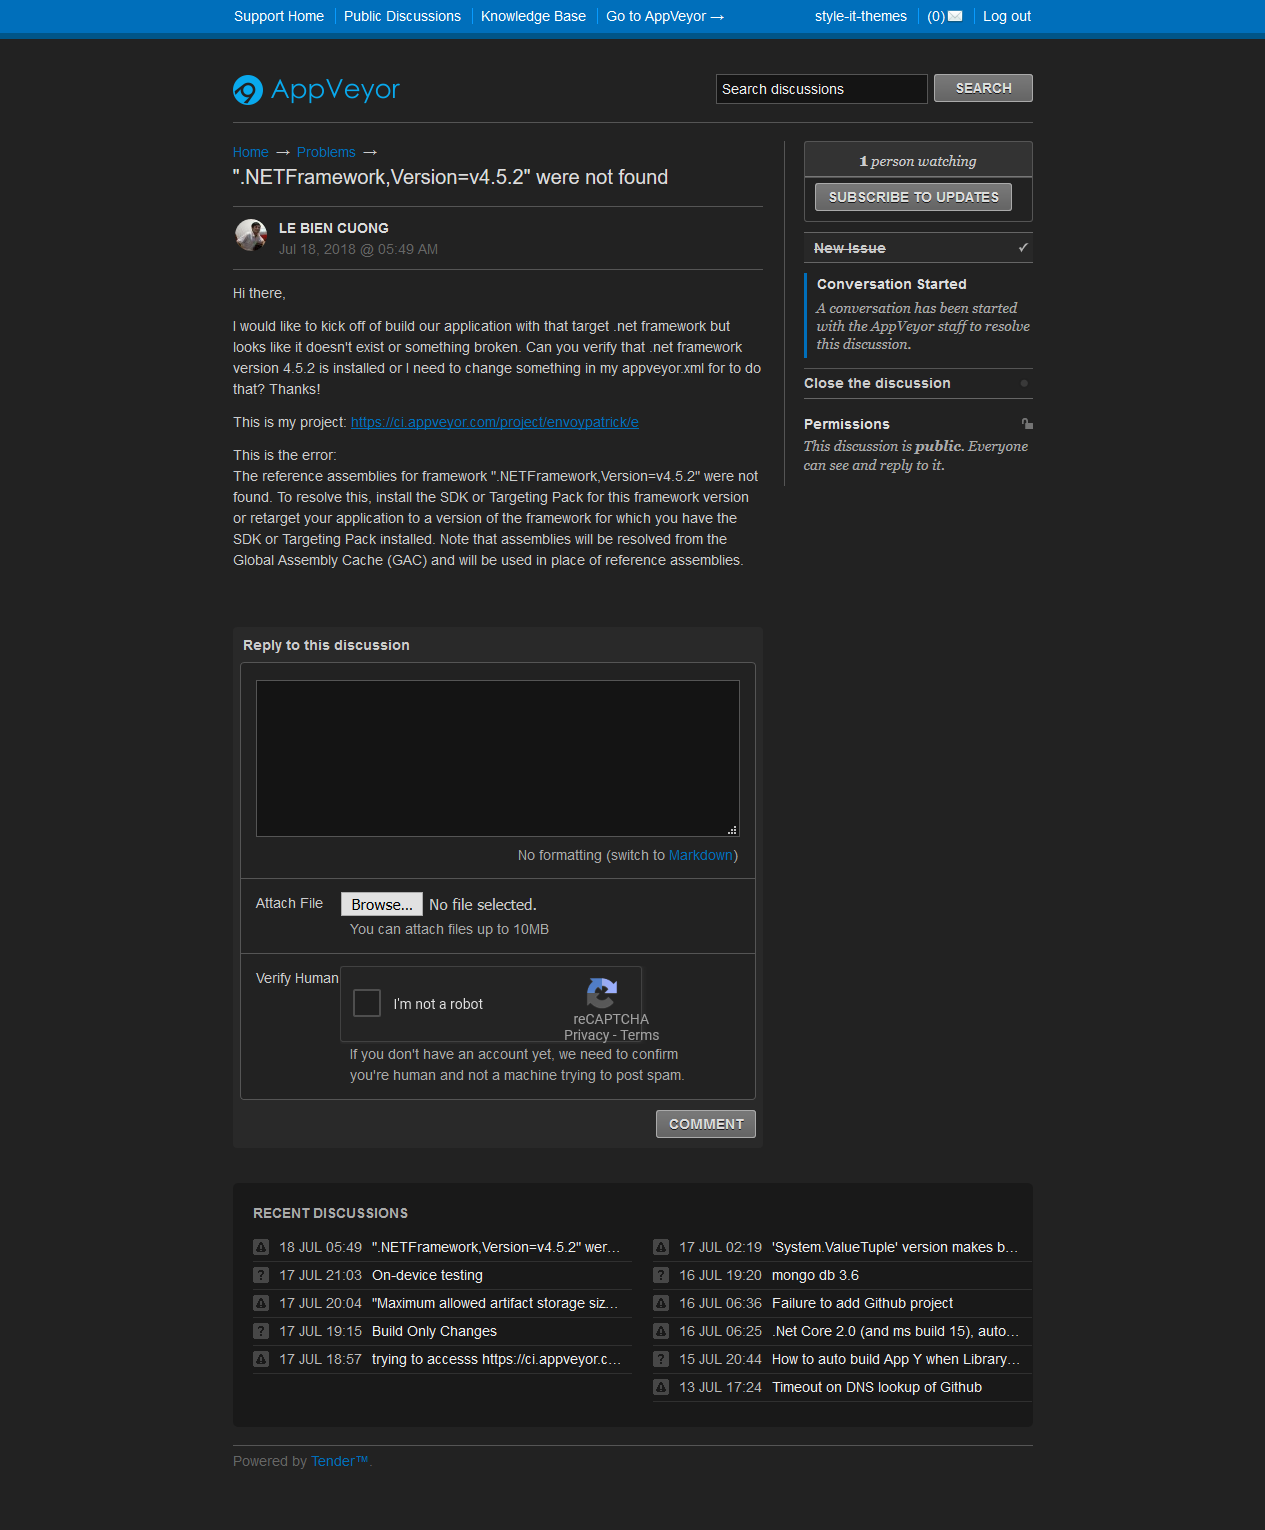 Support Home
Public Discussions
Knowledge Base
Go to AppVeyor →
style-it-themes
(0)
Log out
AppVeyor
Search discussions
SEARCH
Home → Problems →
".NETFramework,Version=v4.5.2" were not found
LE BIEN CUONG
Jul 18, 2018 @ 05:49 AM
Hi there,
I would like to kick off of build our application with that target .net framework but
looks like it doesn't exist or something broken. Can you verify that .net framework
version 4.5.2 is installed or I need to change something in my appveyor.xml for to do
that? Thanks!
This is my project: https://ci.appveyor.com/project/envoypatrick/e
This is the error:
The reference assemblies for framework ".NETFramework,Version=v4.5.2" were not
found. To resolve this, install the SDK or Targeting Pack for this framework version
or retarget your application to a version of the framework for which you have the
SDK or Targeting Pack installed. Note that assemblies will be resolved from the
Global Assembly Cache (GAC) and will be used in place of reference assemblies.
1 person watching
SUBSCRIBE TO UPDATES
New Issue ✓
Conversation Started
A conversation has been started
with the AppVeyor staff to resolve
this discussion.
Close the discussion
Permissions
This discussion is public. Everyone
can see and reply to it.
Reply to this discussion
No formatting (switch to Markdown)
Attach File
Browse... No file selected.
You can attach files up to 10MB
Verify Human
I'm not a robot
reCAPTCHA
Privacy - Terms
If you don't have an account yet, we need to confirm
you're human and not a machine trying to post spam.
COMMENT
RECENT DISCUSSIONS
18 JUL 05:49 ".NETFramework,Version=v4.5.2" wer…
? 17 JUL 21:03 On-device testing
17 JUL 20:04 "Maximum allowed artifact storage siz…
? 17 JUL 19:15 Build Only Changes
17 JUL 18:57 trying to accesss https://ci.appveyor.c…
17 JUL 02:19 'System.ValueTuple' version makes b…
? 16 JUL 19:20 mongo db 3.6
16 JUL 06:36 Failure to add Github project
16 JUL 06:25 .Net Core 2.0 (and ms build 15), auto…
? 15 JUL 20:44 How to auto build App Y when Library…
13 JUL 17:24 Timeout on DNS lookup of Github
Powered by Tender™.